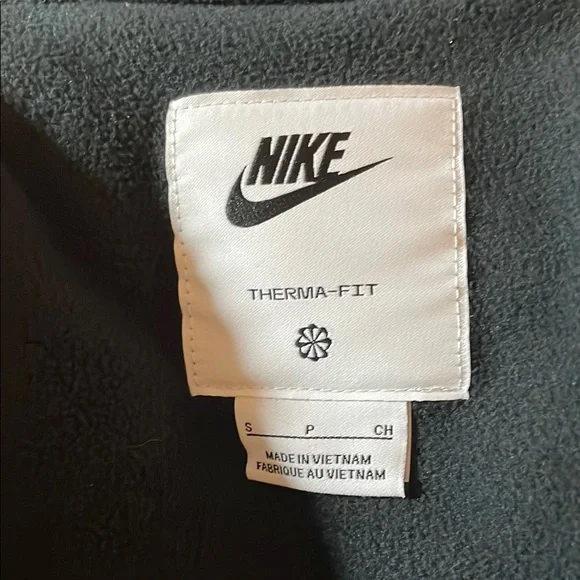 NIKE
THERMA-FIT
S P CH
MADE IN VIETNAM
FABRIQUE AU VIETNAM